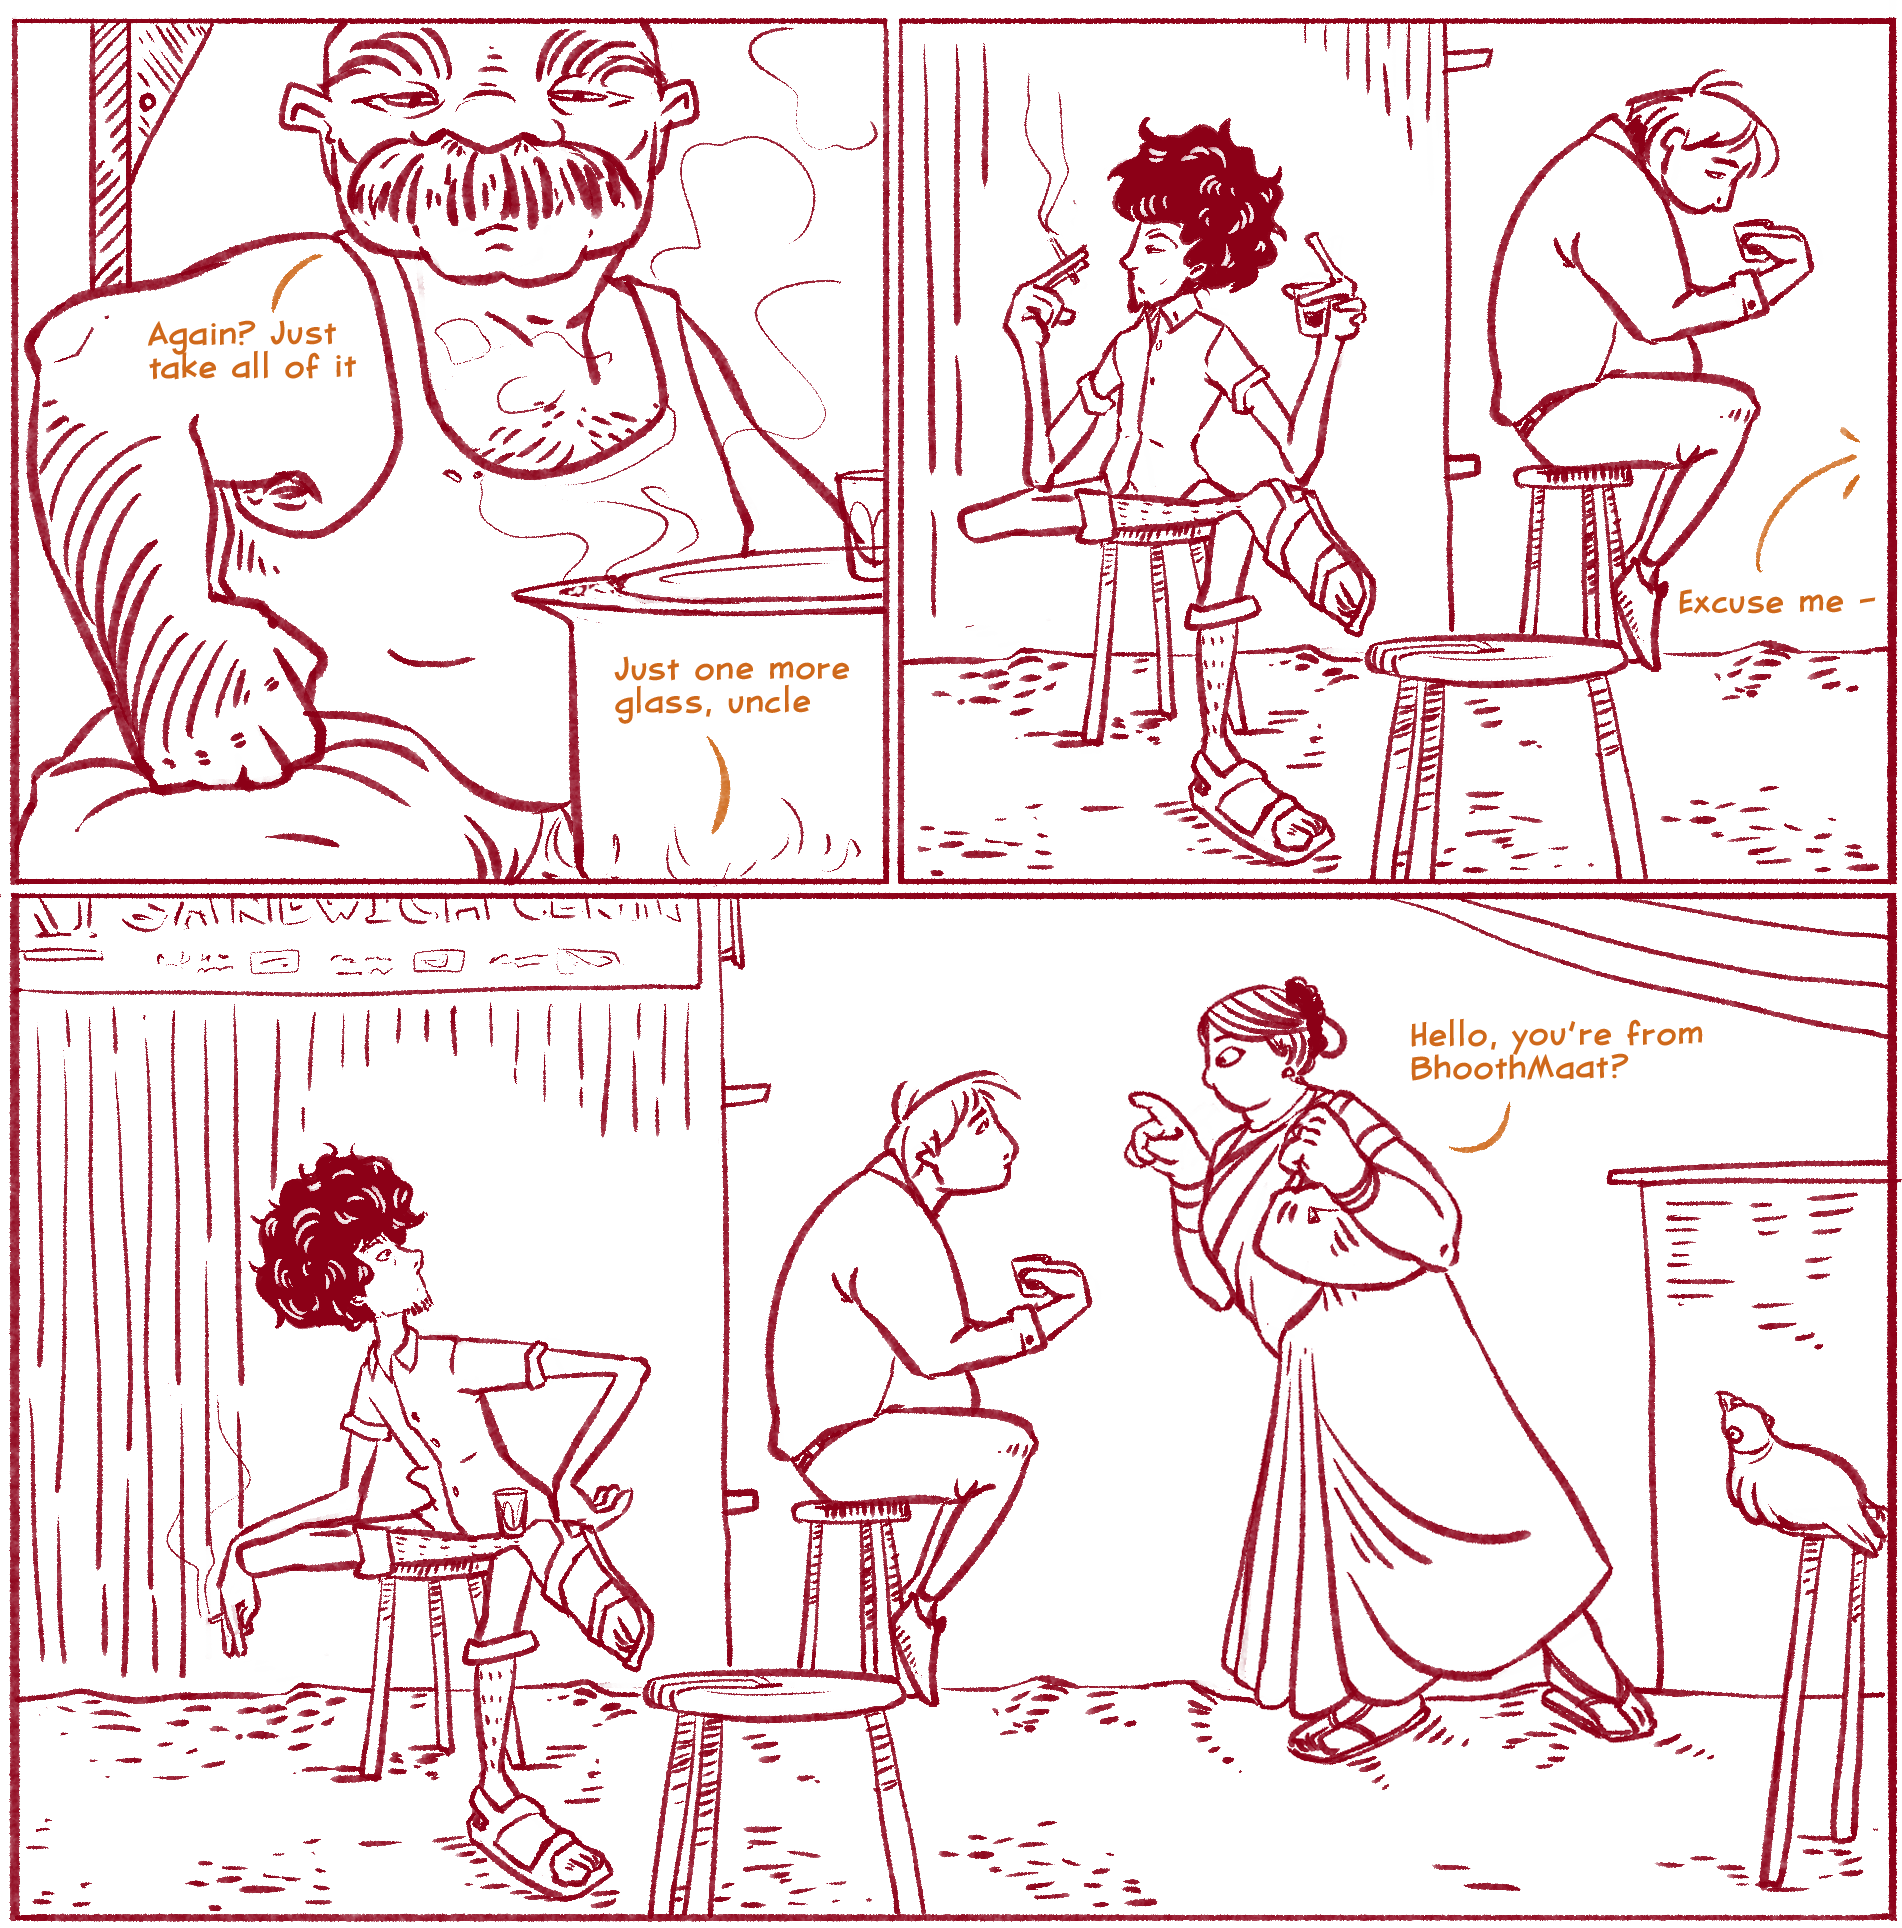 Again? Just
take all of it
Just one more
glass, uncle
Excuse me -
Hello, you're from
BhoothMaat?